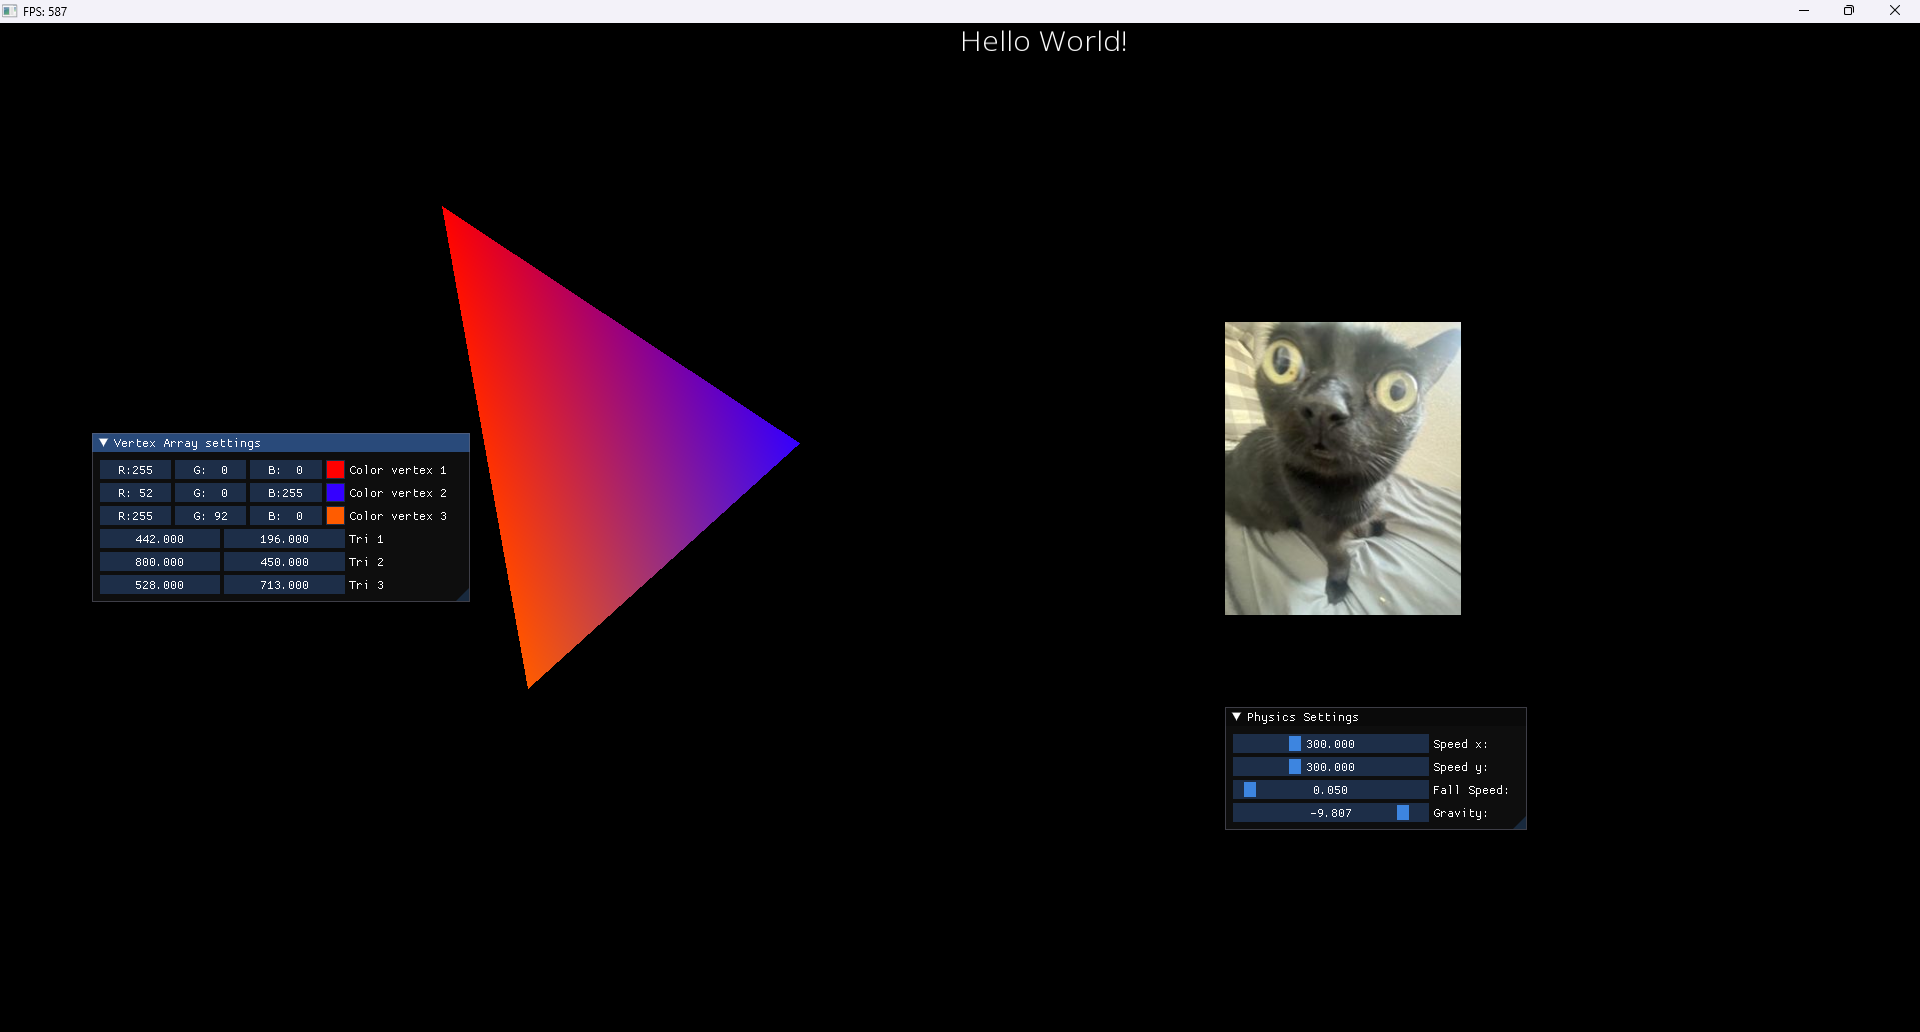 FPS: 587
Hello World!
Vertex Array settings
R:255 G: 0 B: 0 Color vertex 1
R: 52 G: 0 B:255 Color vertex 2
R:255 G: 92 B: 0 Color vertex 3
442.000 196.000 Tri 1
800.000 450.000 Tri 2
528.000 713.000 Tri 3
Physics Settings
300.000 Speed x:
300.000 Speed y:
0.050 Fall Speed:
-9.807 Gravity: